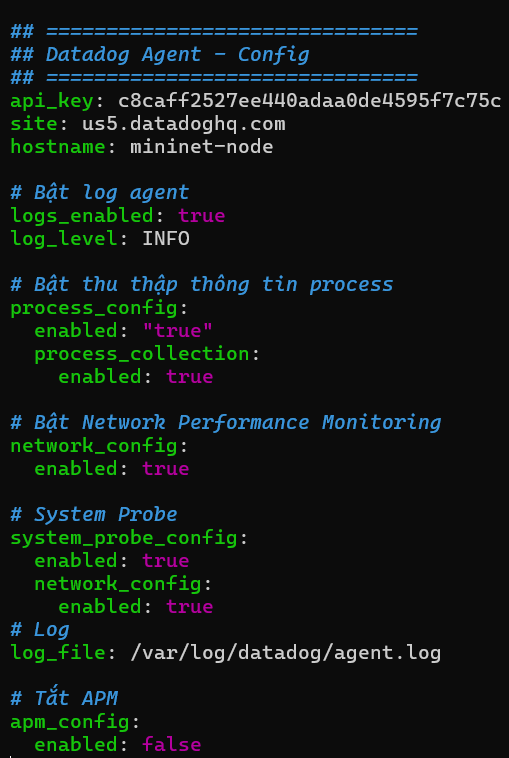 ## ===============================
## Datadog Agent - Config
## ===============================
api_key: c8caff2527ee440adaa0de4595f7c75c
site: us5.datadoghq.com
hostname: mininet-node

# Bật log agent
logs_enabled: true
log_level: INFO

# Bật thu thập thông tin process
process_config:
  enabled: "true"
  process_collection:
    enabled: true

# Bật Network Performance Monitoring
network_config:
  enabled: true

# System Probe
system_probe_config:
  enabled: true
  network_config:
    enabled: true
# Log
log_file: /var/log/datadog/agent.log

# Tắt APM
apm_config:
  enabled: false